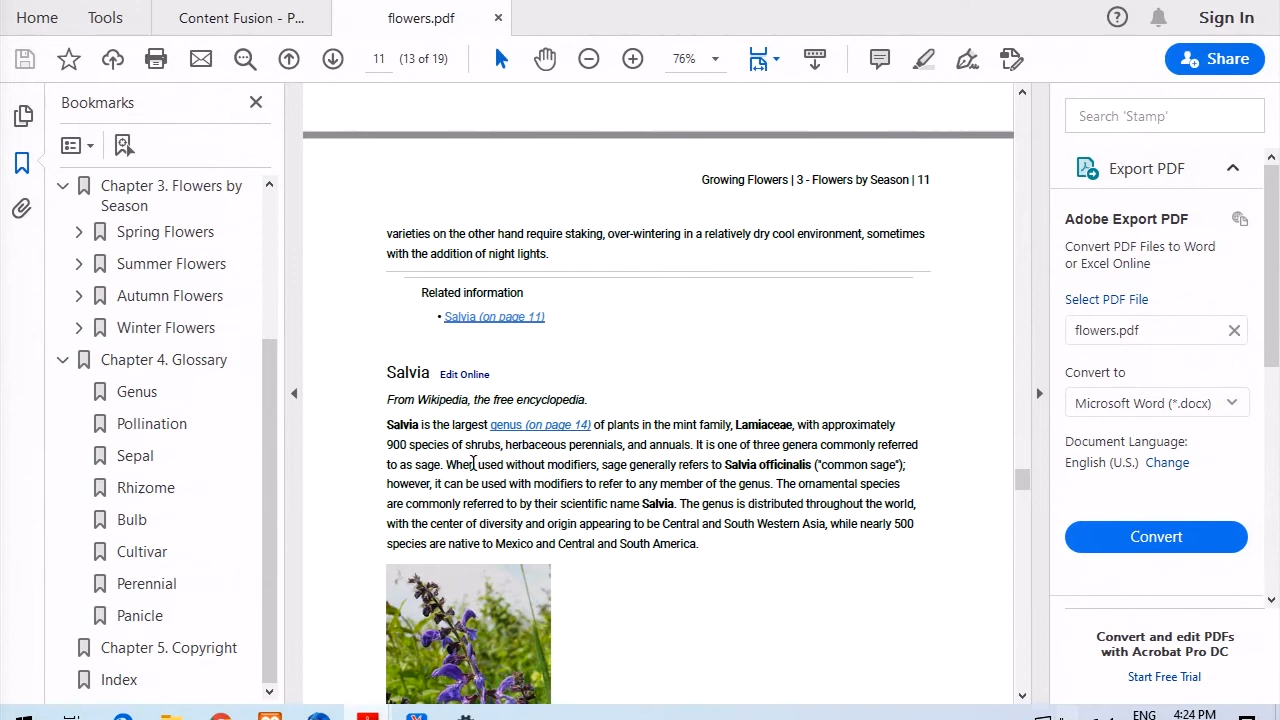 Home Tools Content Fusion - P... flowers.pdf × Sign In
11 (13 of 19) 76% Share
Bookmarks
Chapter 3. Flowers by
Season
Spring Flowers
Summer Flowers
Autumn Flowers
Winter Flowers
Chapter 4. Glossary
Genus
Pollination
Sepal
Rhizome
Bulb
Cultivar
Perennial
Panicle
Chapter 5. Copyright
Index
Growing Flowers | 3 - Flowers by Season | 11
varieties on the other hand require staking, over-wintering in a relatively dry cool environment, sometimes
with the addition of night lights.
Related information
• Salvia (on page 11)
Salvia Edit Online
From Wikipedia, the free encyclopedia.
Salvia is the largest genus (on page 14) of plants in the mint family, Lamiaceae, with approximately
900 species of shrubs, herbaceous perennials, and annuals. It is one of three genera commonly referred
to as sage. When used without modifiers, sage generally refers to Salvia officinalis ("common sage");
however, it can be used with modifiers to refer to any member of the genus. The ornamental species
are commonly referred to by their scientific name Salvia. The genus is distributed throughout the world,
with the center of diversity and origin appearing to be Central and South Western Asia, while nearly 500
species are native to Mexico and Central and South America.
Search 'Stamp'
Export PDF
Adobe Export PDF
Convert PDF Files to Word
or Excel Online
Select PDF File
flowers.pdf
Convert to
Microsoft Word (*.docx)
Document Language:
English (U.S.) Change
Convert
Convert and edit PDFs
with Acrobat Pro DC
Start Free Trial
ENG 4:24 PM